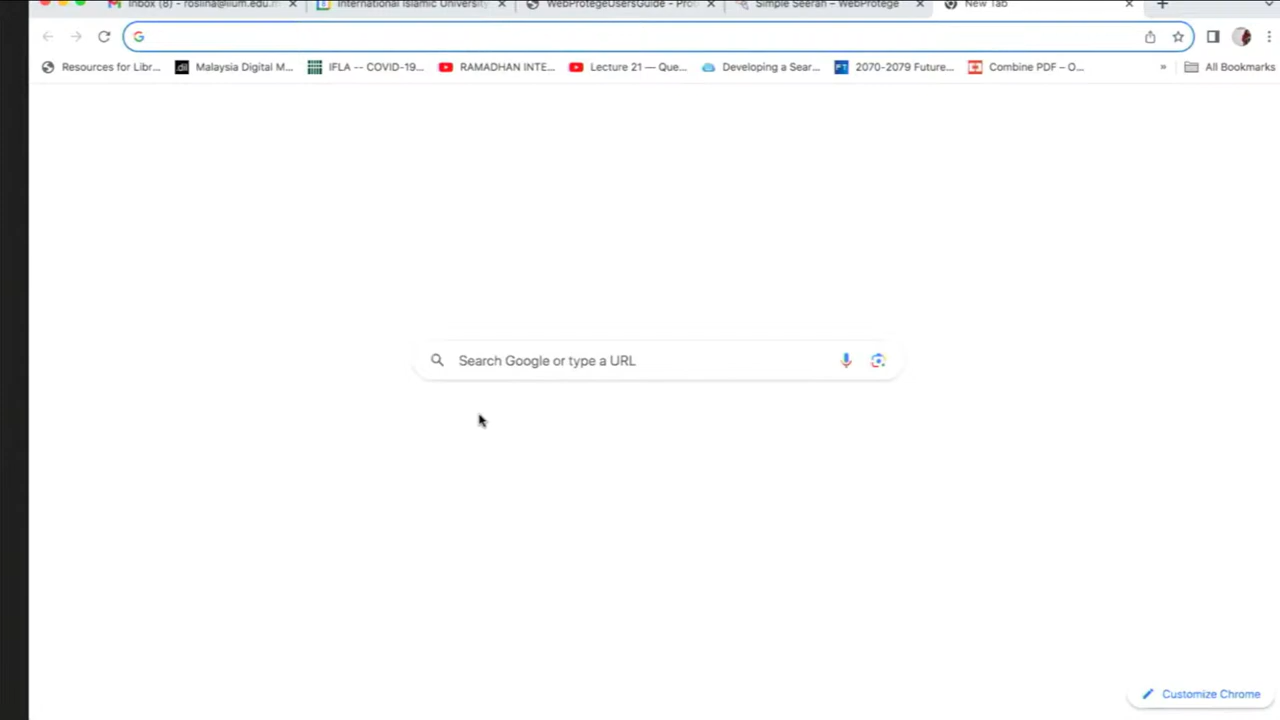 Inbox (8) - roslina@iium.edu.m
International Islamic University
WebProtegeUsersGuide - Pro
Simple Seerah – WebProtégé
New Tab
Resources for Libr...
Malaysia Digital M...
IFLA -- COVID-19...
RAMADHAN INTE...
Lecture 21 — Que...
Developing a Sear...
2070-2079 Future...
Combine PDF – O...
» All Bookmarks
Search Google or type a URL
Customize Chrome